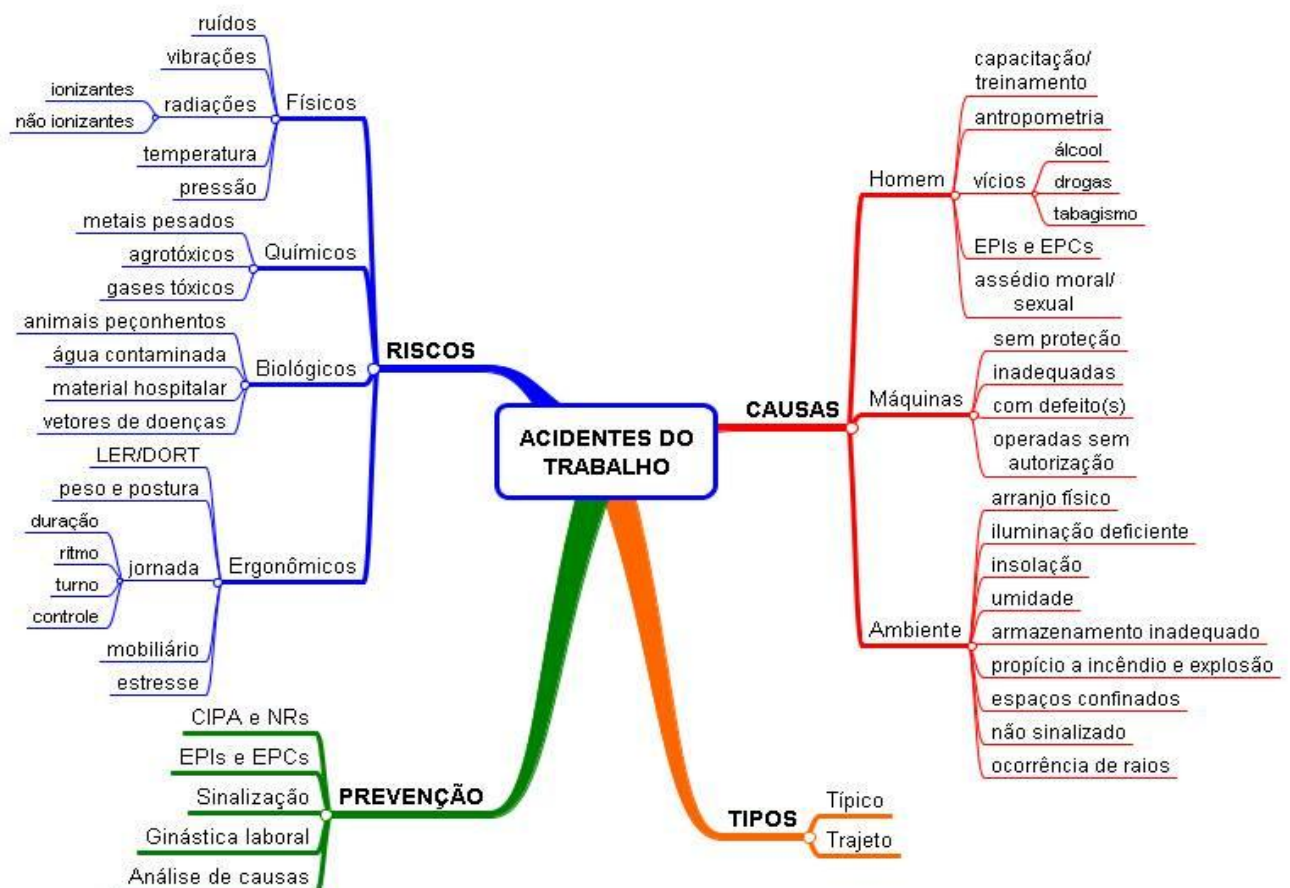 ACIDENTES DO
TRABALHO
RISCOS
Físicos
ruídos
vibrações
radiações
ionizantes
não ionizantes
temperatura
pressão
Químicos
metais pesados
agrotóxicos
gases tóxicos
Biológicos
animais peçonhentos
água contaminada
material hospitalar
vetores de doenças
Ergonômicos
LER/DORT
peso e postura
jornada
duração
ritmo
turno
controle
mobiliário
estresse
PREVENÇÃO
CIPA e NRs
EPIs e EPCs
Sinalização
Ginástica laboral
Análise de causas
CAUSAS
Homem
capacitação/
treinamento
antropometria
vícios
álcool
drogas
tabagismo
EPIs e EPCs
assédio moral/
sexual
Máquinas
sem proteção
inadequadas
com defeito(s)
operadas sem
autorização
Ambiente
arranjo físico
iluminação deficiente
insolação
umidade
armazenamento inadequado
propício a incêndio e explosão
espaços confinados
não sinalizado
ocorrência de raios
TIPOS
Típico
Trajeto